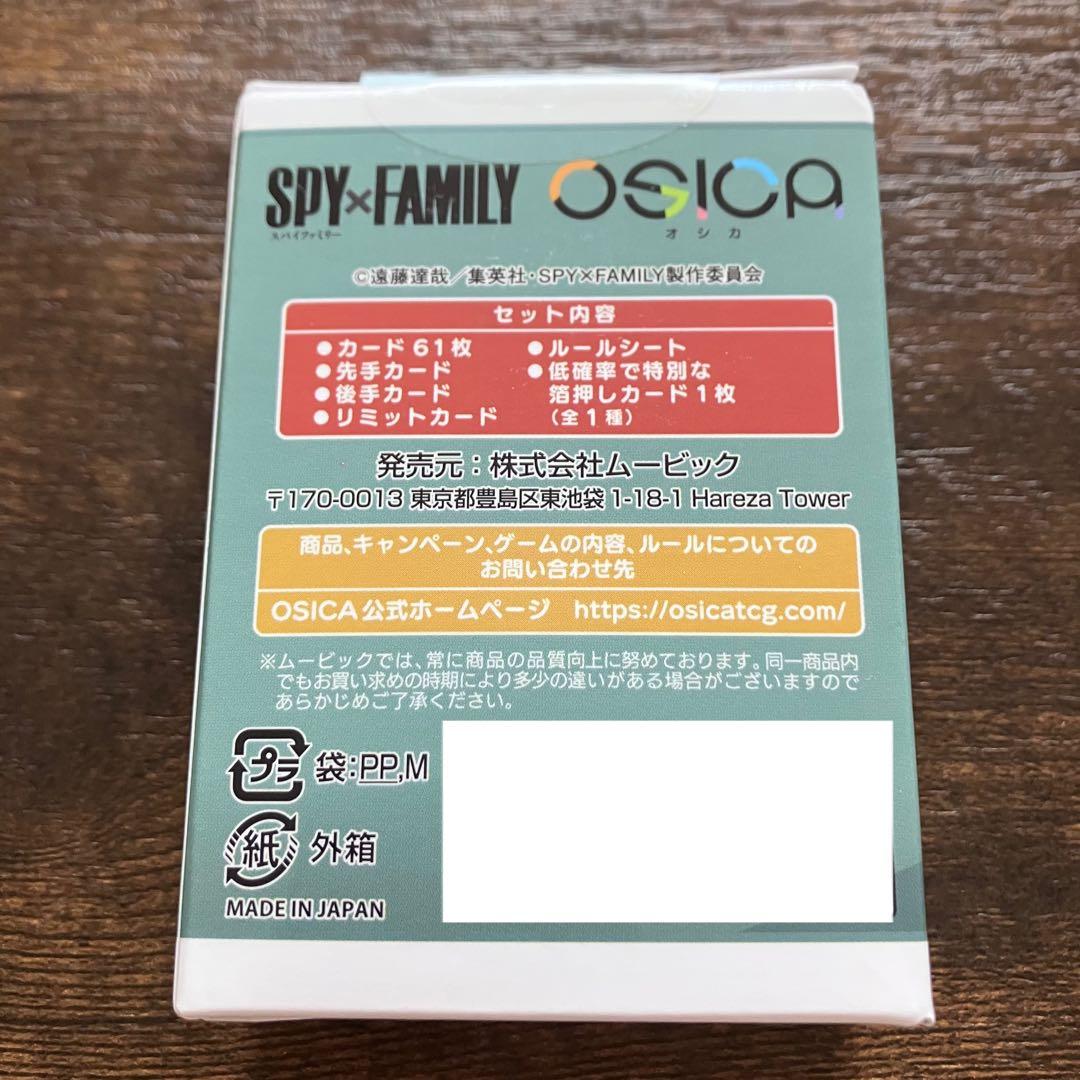 SPY×FAMILY
スパイファミリー
OSICA
オシカ
©遠藤達哉／集英社・SPY×FAMILY製作委員会
セット内容
●カード 61枚
●先手カード
●後手カード
●リミットカード
●ルールシート
●低確率で特別な
箔押しカード1枚
（全1種）
発売元：株式会社ムービック
〒170-0013 東京都豊島区東池袋 1-18-1 Hareza Tower
商品、キャンペーン、ゲームの内容、ルールについての
お問い合わせ先
OSICA 公式ホームページ https://osicatcg.com/
※ムービックでは、常に商品の品質向上に努めております。同一商品内
でもお買い求めの時期により多少の違いがある場合がございますので
あらかじめご了承ください。
プラ 袋:PP,M
紙 外箱
MADE IN JAPAN